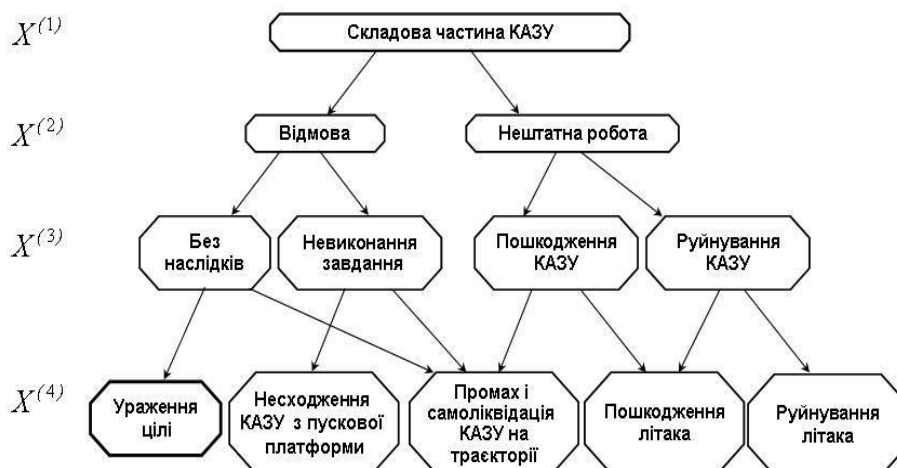 X(1)
Складова частина КАЗУ
X(2)
Відмова
Нештатна робота
X(3)
Без
наслідків
Невиконання
завдання
Пошкодження
КАЗУ
Руйнування
КАЗУ
X(4)
Ураження
цілі
Несходження
КАЗУ з пускової
платформи
Промах і
самоліквідація
КАЗУ на
траєкторії
Пошкодження
літака
Руйнування
літака